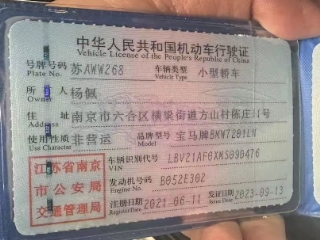 中华人民共和国机动车行驶证
Vehicle License of the People's Republic of China
号牌号码 苏AWW268 车辆类型 小型轿车
Plate No. Vehicle Type
所有人 杨佩
Owner
住 址 南京市六合区横梁街道方山村陈庄11号
Address
使用性质 非营运 品牌型号 宝马牌BMW7201LM
Use Character Model
江苏省南京
市公安局
交通管理局
车辆识别代号 LBV21AF0XMS090476
VIN
发动机号码 B052E302
Engine No.
注册日期 2021-06-11 发证日期 2023-09-13
Register Date Issue Date